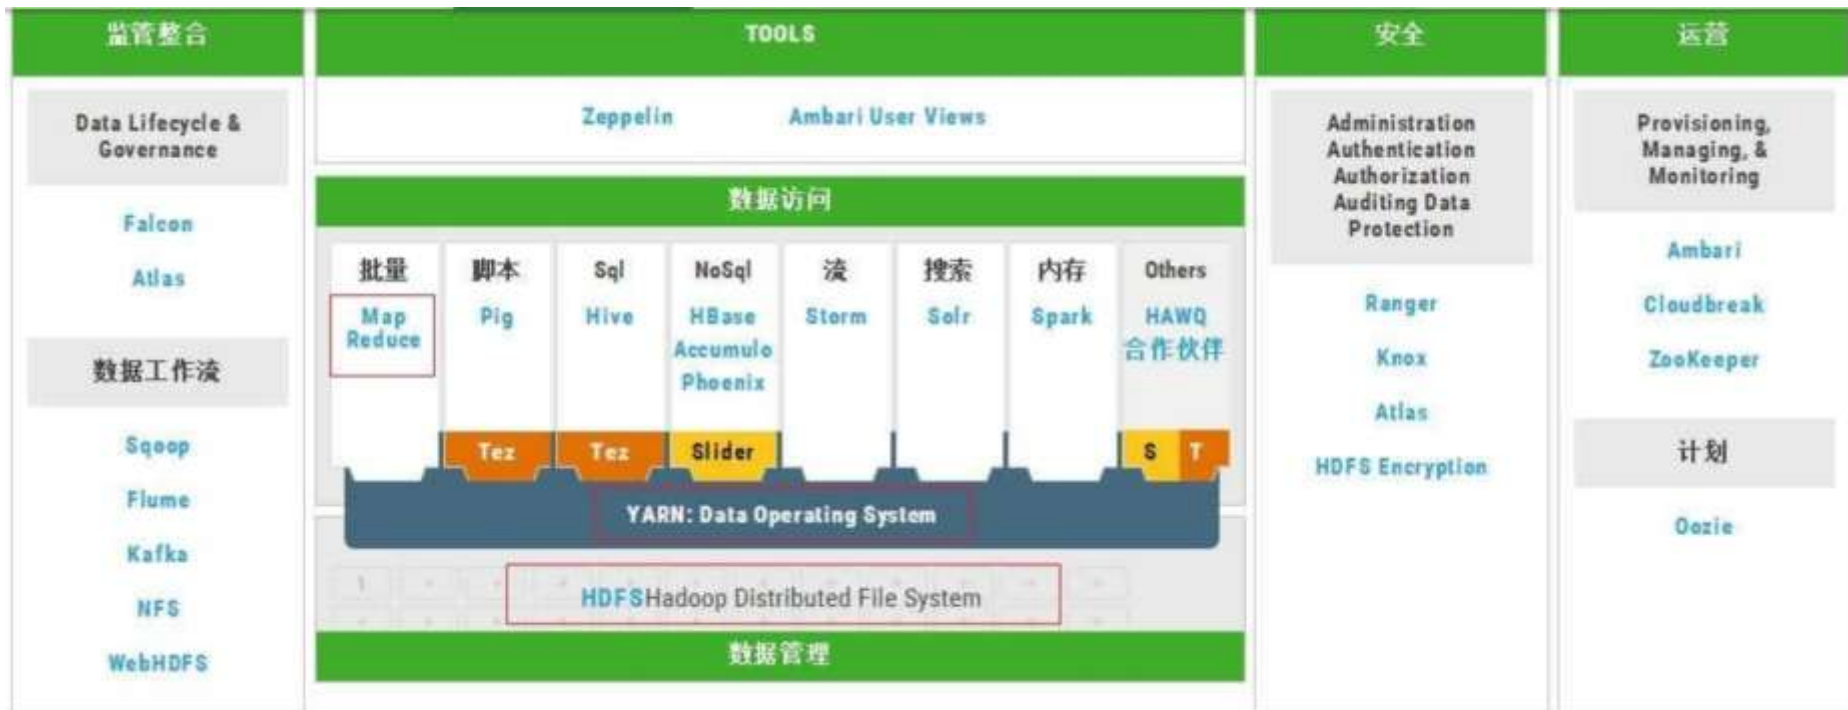 监管整合
Data Lifecycle &
Governance
Falcon
Atlas
数据工作流
Sqoop
Flume
Kafka
NFS
WebHDFS
TOOLS
Zeppelin
Ambari User Views
数据访问
批量
Map
Reduce
脚本
Pig
Tez
Sql
Hive
Tez
NoSql
HBase
Accumulo
Phoenix
Slider
流
Storm
搜索
Solr
内存
Spark
Others
HAWQ
合作伙伴
S
T
YARN: Data Operating System
HDFSHadoop Distributed File System
数据管理
安全
Administration
Authentication
Authorization
Auditing Data
Protection
Ranger
Knox
Atlas
HDFS Encryption
运营
Provisioning,
Managing, &
Monitoring
Ambari
Cloudbreak
ZooKeeper
计划
Oozie